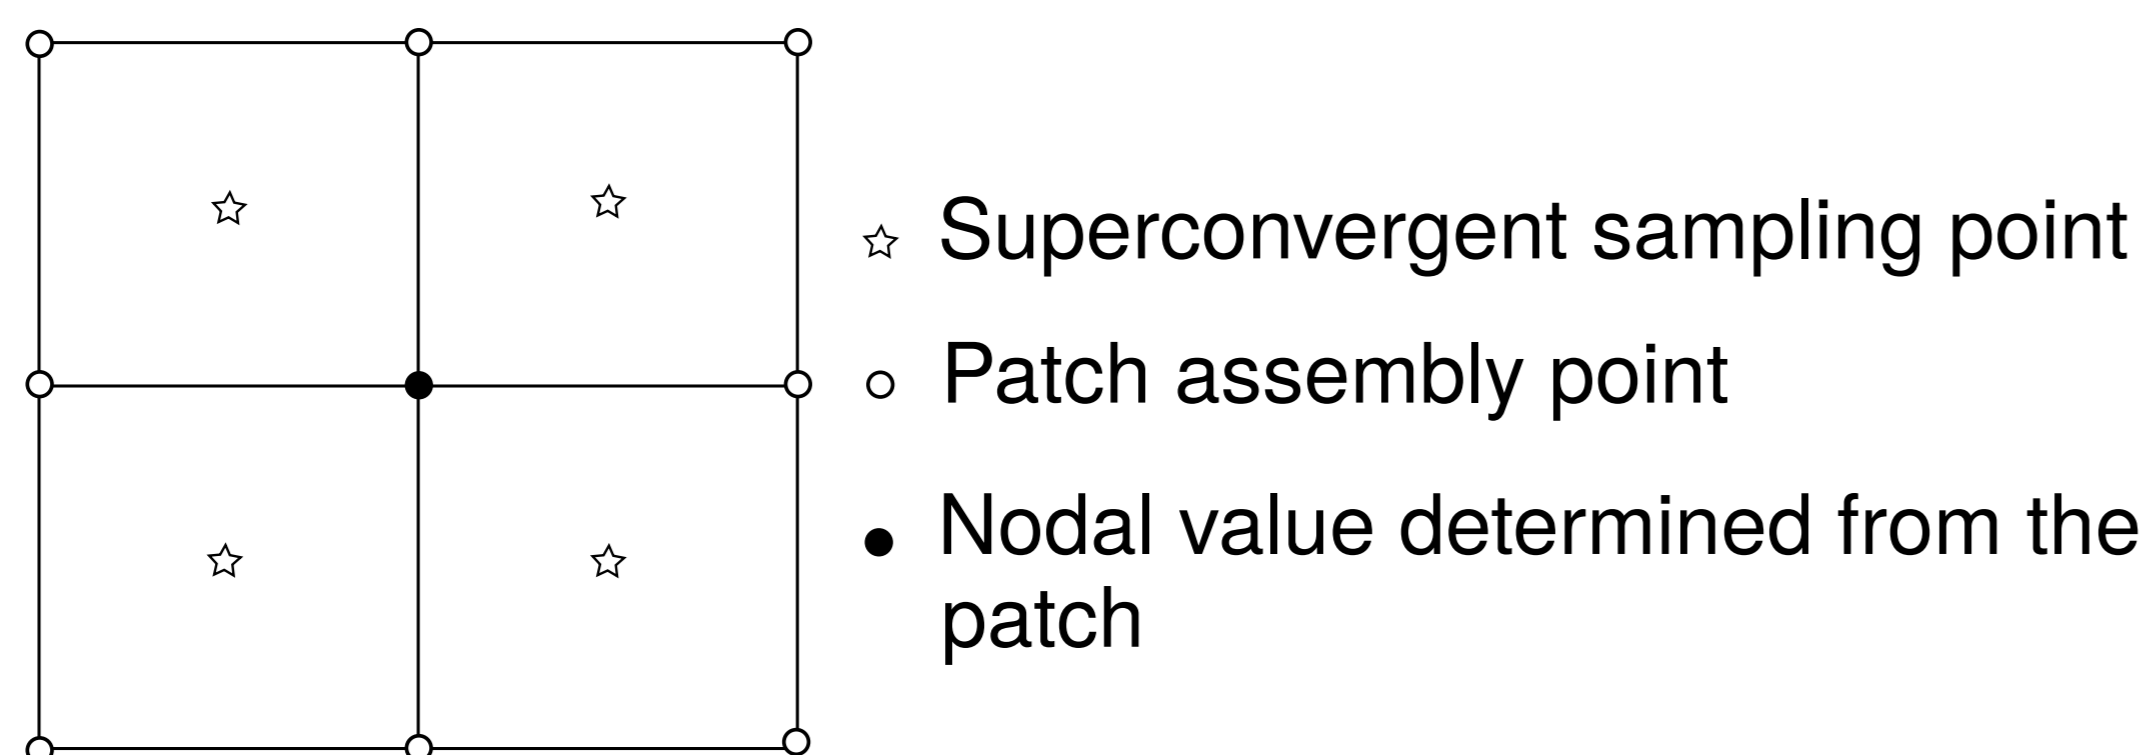 Superconvergent sampling point
Patch assembly point
Nodal value determined from the
patch